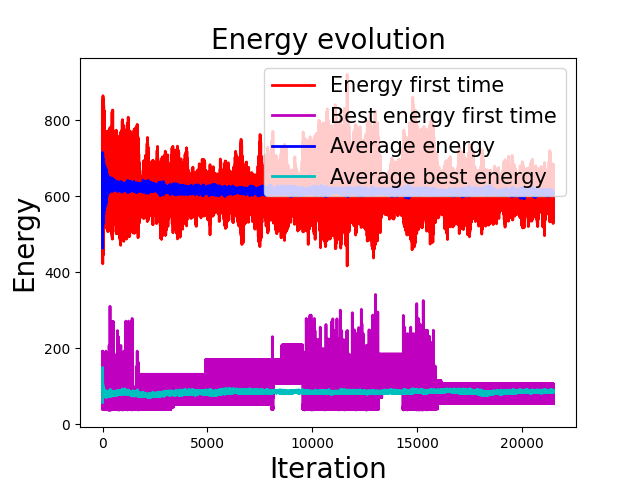 Energy evolution
Energy first time
Best energy first time
Average energy
Average best energy
Energy
800
600
400
200
0
0 5000 10000 15000 20000
Iteration